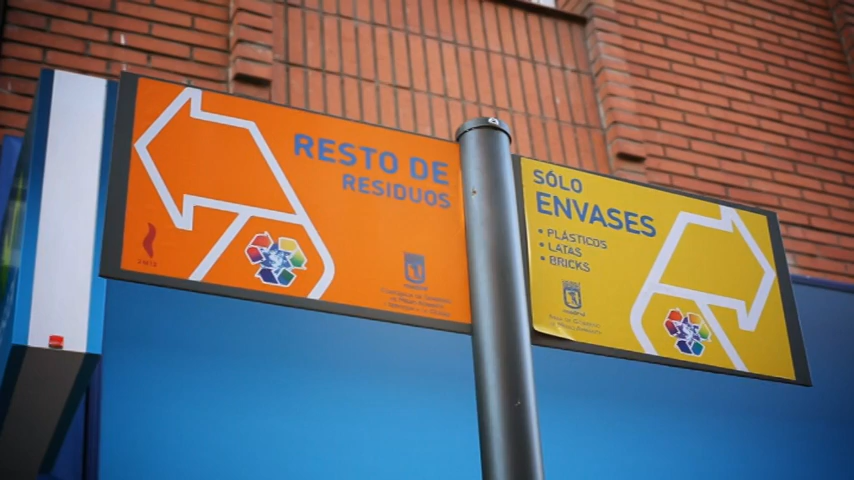 RESTO DE
RESIDUOS
SÓLO
ENVASES
• PLÁSTICOS
• LATAS
• BRICKS